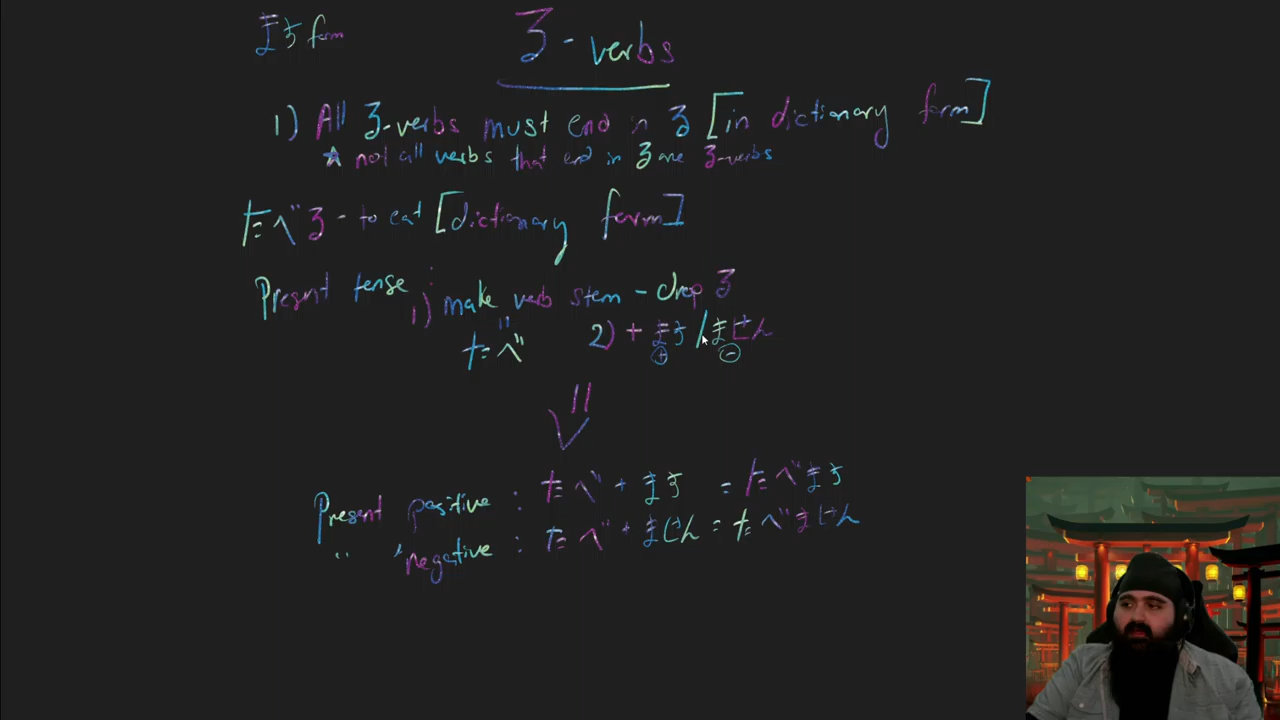 ます form
る - verbs
1) All る-verbs must end in る [in dictionary form]
☆ not all verbs that end in る are る-verbs
たべる - to eat [dictionary form]
Present tense : 1) make verb stem - drop る
たべ 2) + ます / ません
+ -
Present positive : たべ + ます = たべます
" " negative : たべ + ません = たべません